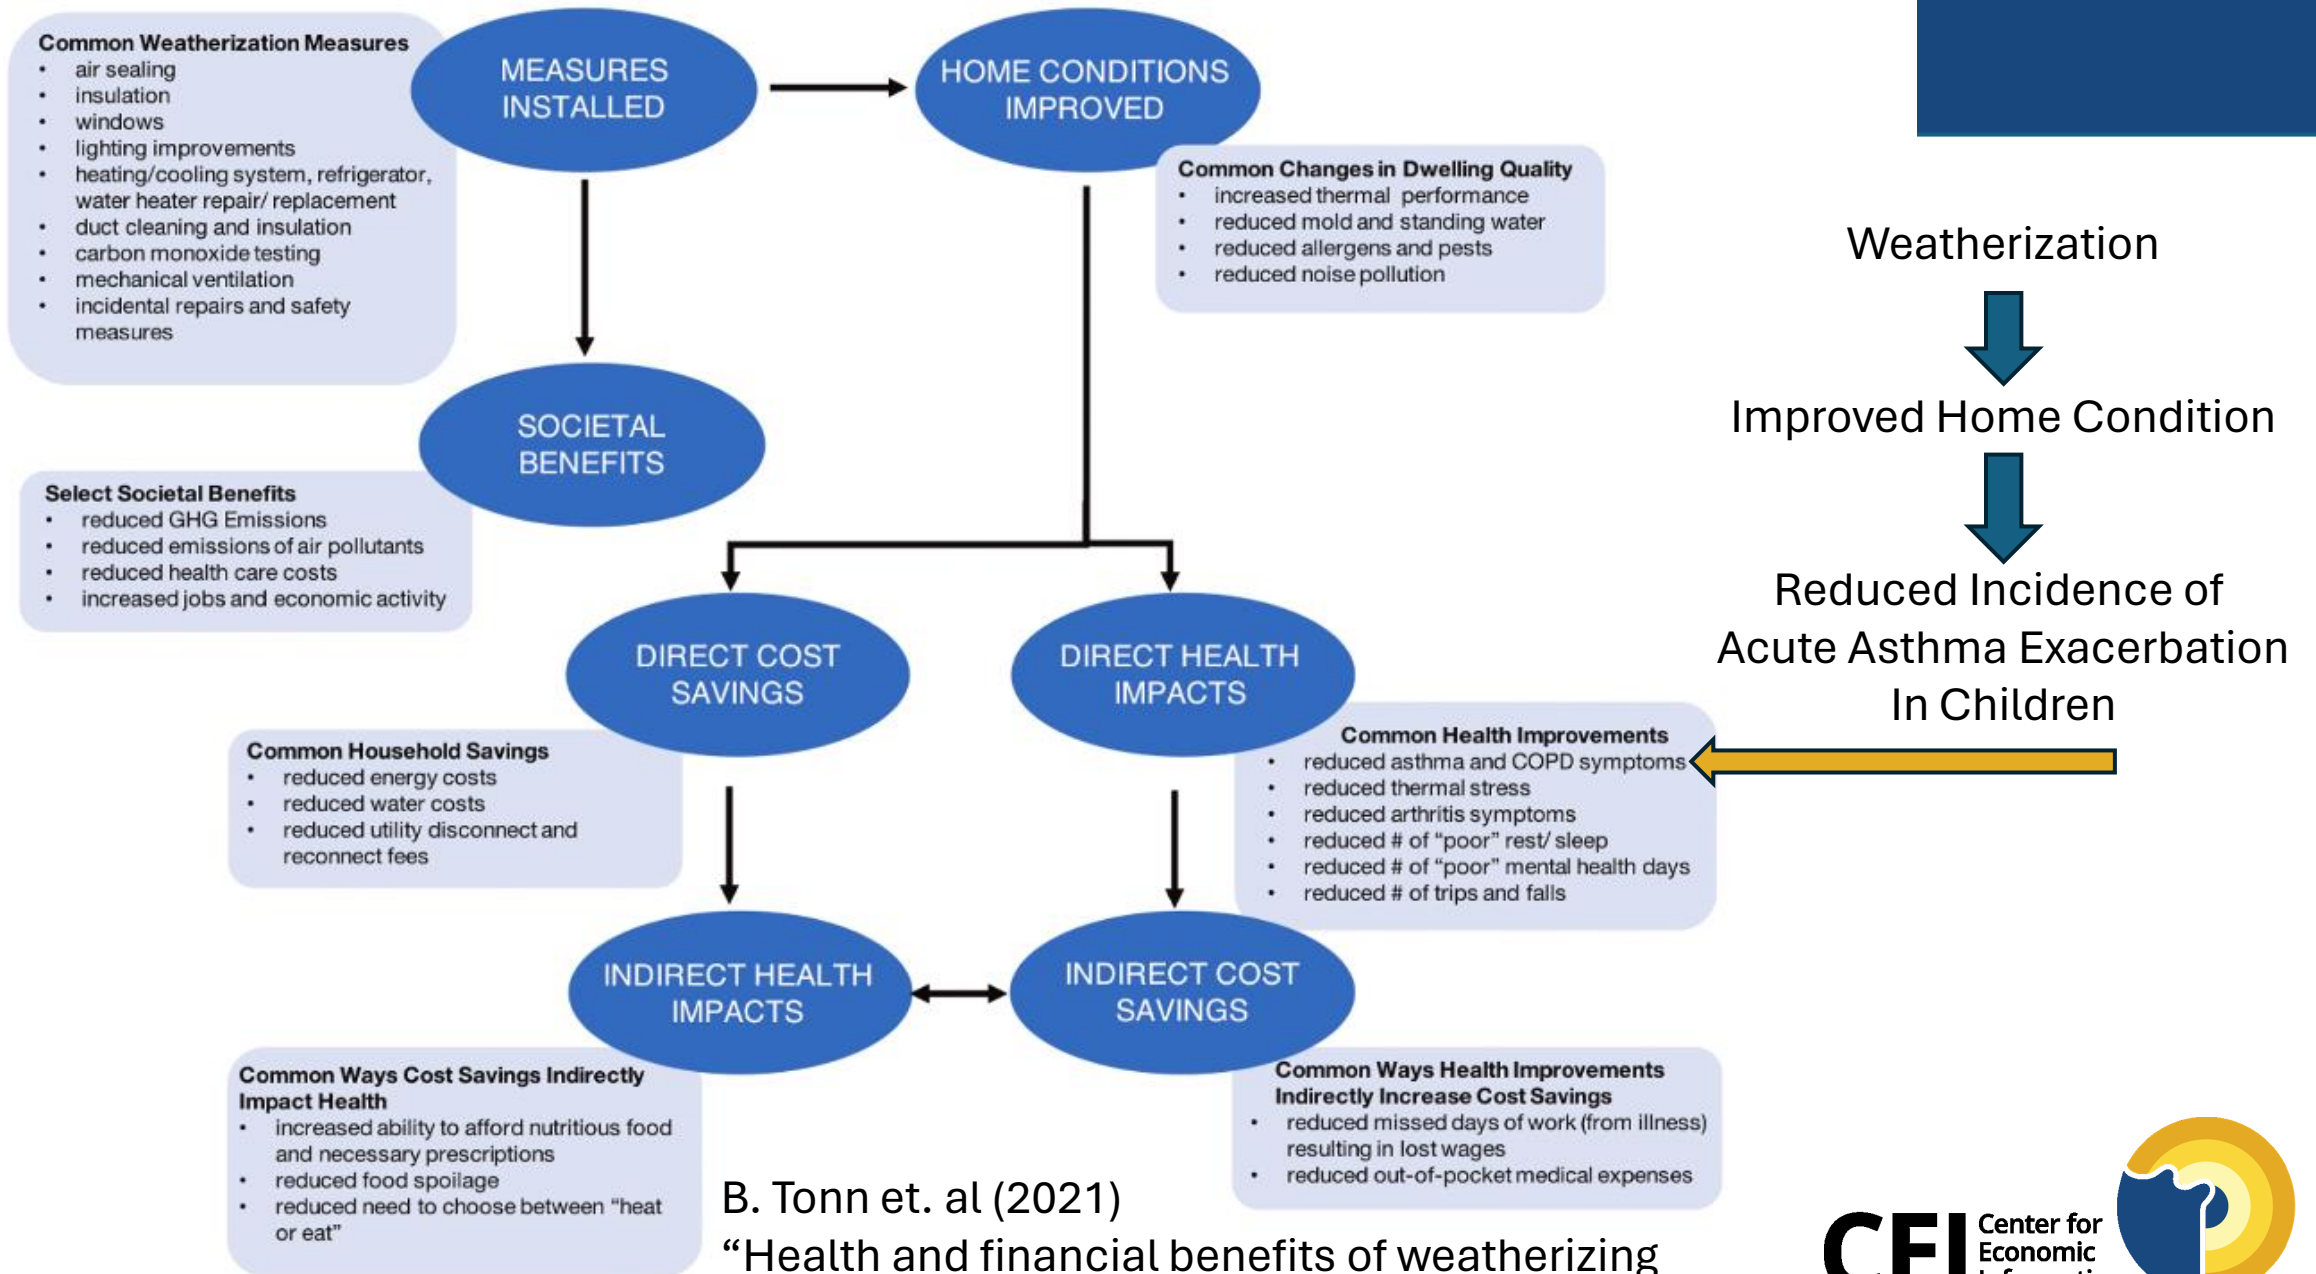 Common Weatherization Measures
• air sealing
• insulation
• windows
• lighting improvements
• heating/cooling system, refrigerator,
water heater repair/ replacement
• duct cleaning and insulation
• carbon monoxide testing
• mechanical ventilation
• incidental repairs and safety
measures
MEASURES
INSTALLED
HOME CONDITIONS
IMPROVED
Common Changes in Dwelling Quality
• increased thermal performance
• reduced mold and standing water
• reduced allergens and pests
• reduced noise pollution
SOCIETAL
BENEFITS
Select Societal Benefits
• reduced GHG Emissions
• reduced emissions of air pollutants
• reduced health care costs
• increased jobs and economic activity
DIRECT COST
SAVINGS
Common Household Savings
• reduced energy costs
• reduced water costs
• reduced utility disconnect and
reconnect fees
DIRECT HEALTH
IMPACTS
Common Health Improvements
• reduced asthma and COPD symptoms
• reduced thermal stress
• reduced arthritis symptoms
• reduced # of “poor” rest/ sleep
• reduced # of “poor” mental health days
• reduced # of trips and falls
INDIRECT HEALTH
IMPACTS
Common Ways Cost Savings Indirectly
Impact Health
• increased ability to afford nutritious food
and necessary prescriptions
• reduced food spoilage
• reduced need to choose between “heat
or eat”
INDIRECT COST
SAVINGS
Common Ways Health Improvements
Indirectly Increase Cost Savings
• reduced missed days of work (from illness)
resulting in lost wages
• reduced out-of-pocket medical expenses
Weatherization
Improved Home Condition
Reduced Incidence of
Acute Asthma Exacerbation
In Children
B. Tonn et. al (2021)
“Health and financial benefits of weatherizing
CEI
Center for
Economic